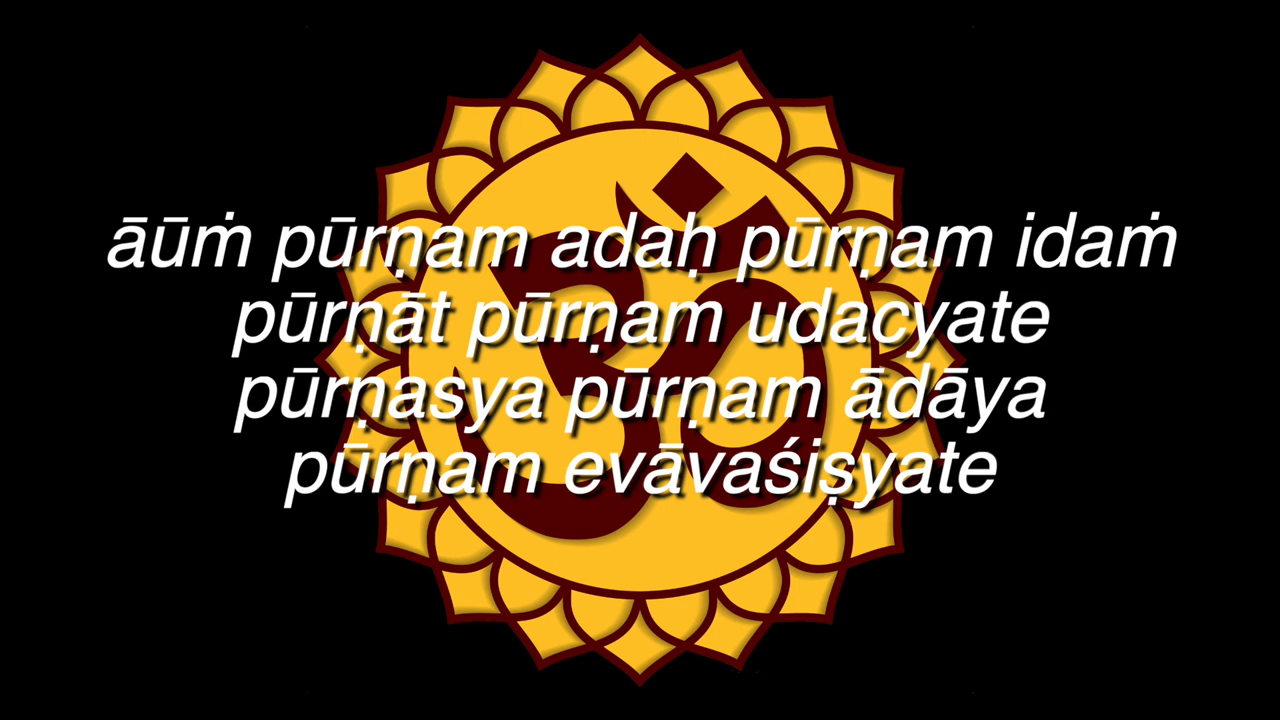 āūṁ pūrṇam adaḥ pūrṇam idaṁ
pūrṇāt pūrṇam udacyate
pūrṇasya pūrṇam ādāya
pūrṇam evāvaśiṣyate
ॐ